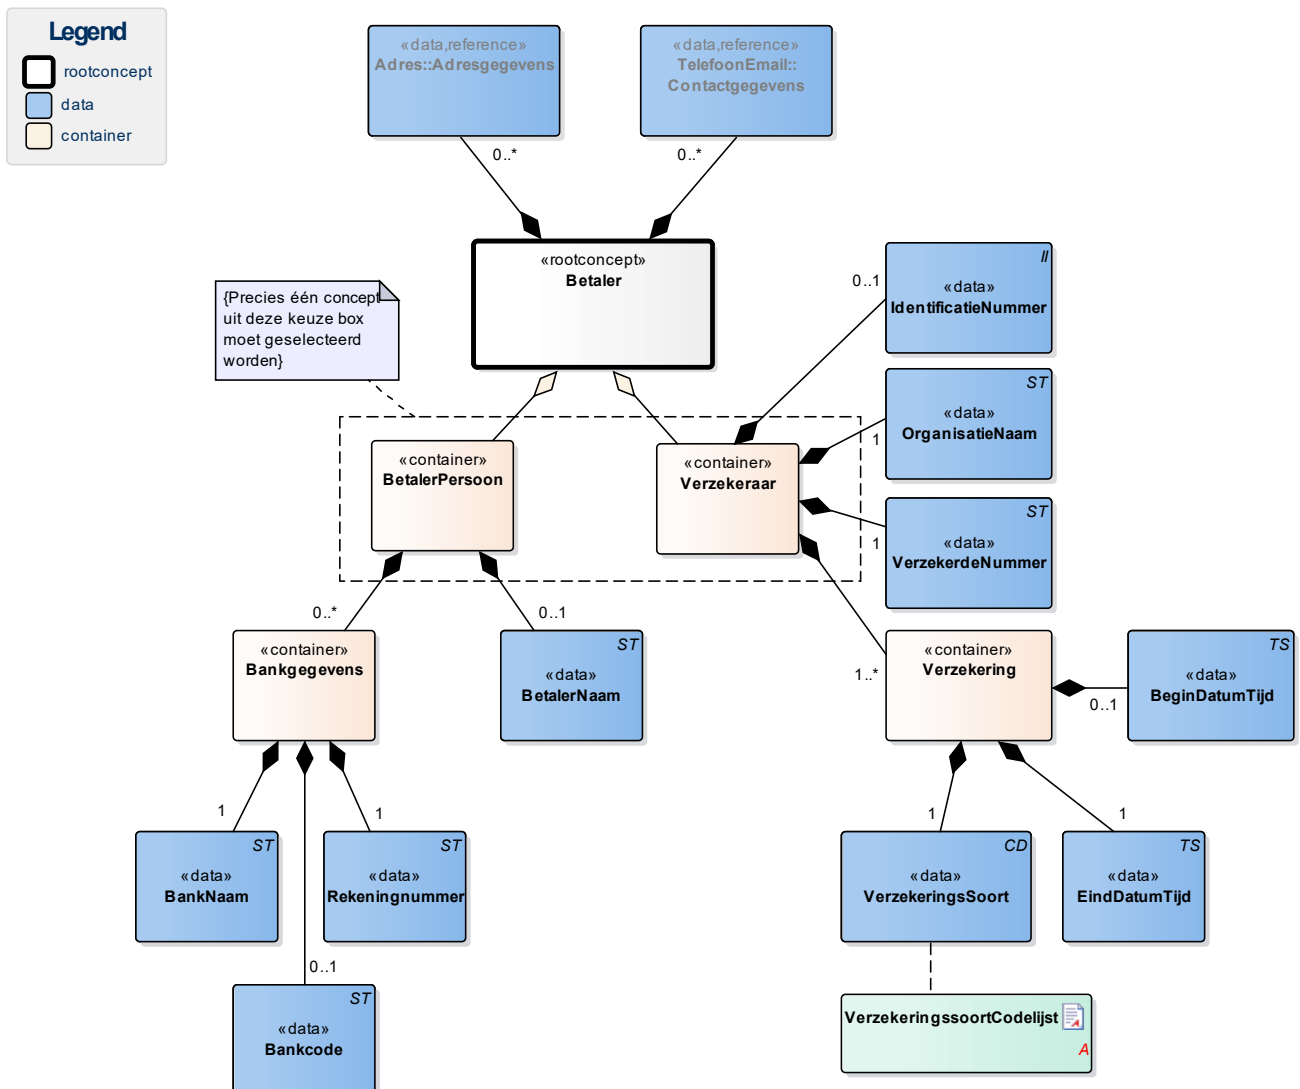 Legend
rootconcept
data
container
«data,reference»
Adres::Adresgegevens
0..*
«data,reference»
TelefoonEmail::
Contactgegevens
0..*
«rootconcept»
Betaler
{Precies één concept
uit deze keuze box
moet geselecteerd
worden}
«container»
BetalerPersoon
«container»
Verzekeraar
0..1
II
«data»
IdentificatieNummer
1
ST
«data»
OrganisatieNaam
1
ST
«data»
VerzekerdeNummer
0..*
«container»
Bankgegevens
0..1
ST
«data»
BetalerNaam
1..*
«container»
Verzekering
0..1
TS
«data»
BeginDatumTijd
1
ST
«data»
BankNaam
1
ST
«data»
Rekeningnummer
0..1
ST
«data»
Bankcode
1
CD
«data»
VerzekeringsSoort
1
TS
«data»
EindDatumTijd
VerzekeringssoortCodelijst
A